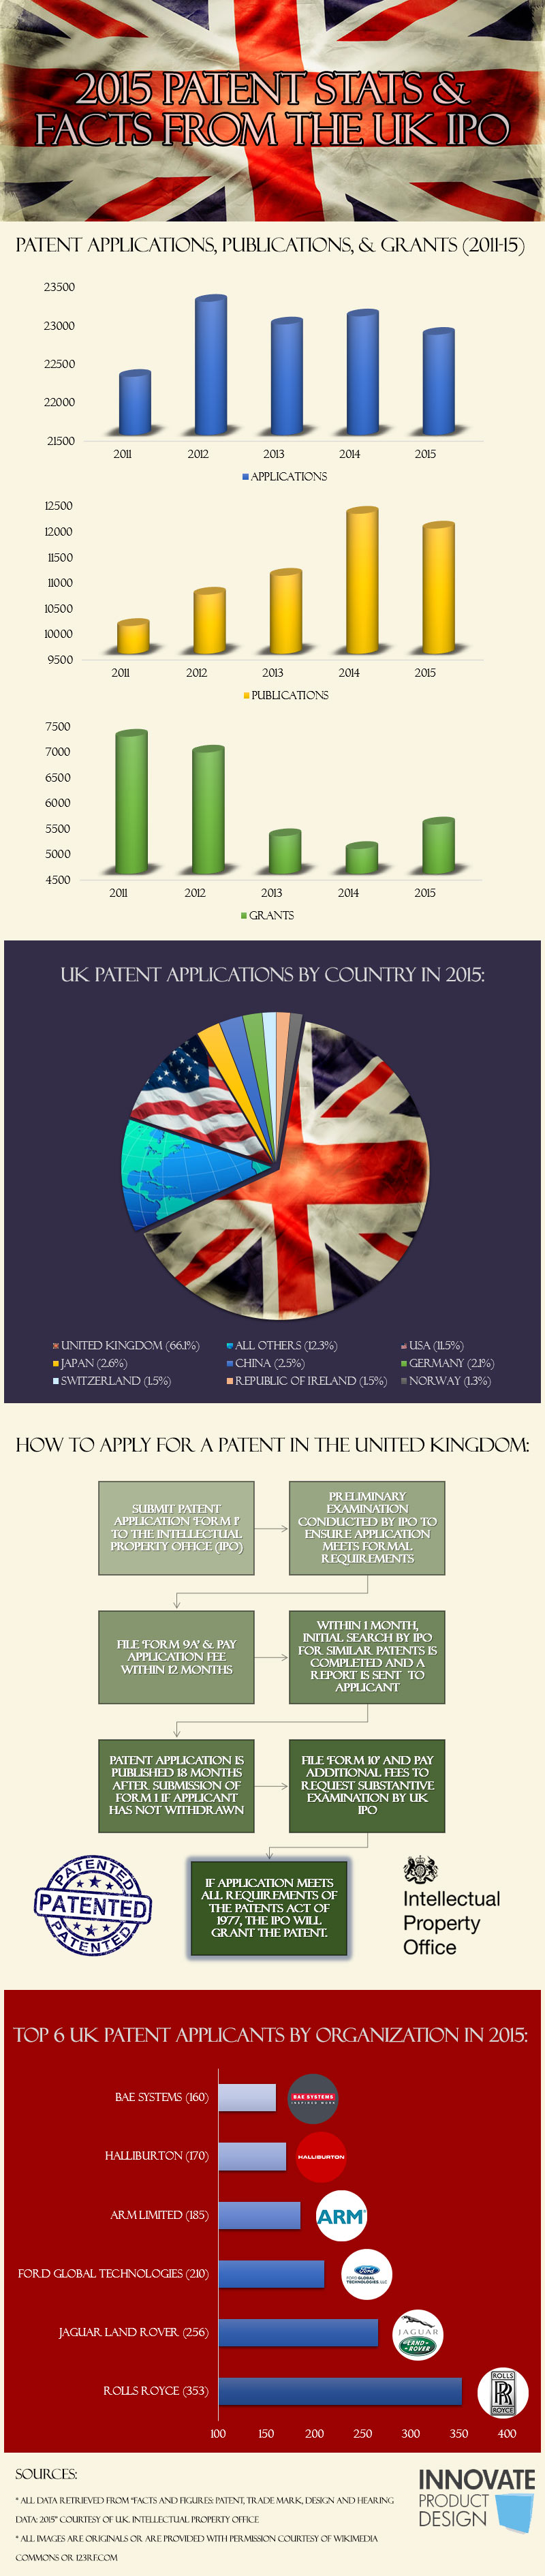 2015 PATENT STATS &
FACTS FROM THE UK IPO
PATENT APPLICATIONS, PUBLICATIONS, & GRANTS (2011-15)
23500
23000
22500
22000
21500
2011 2012 2013 2014 2015
APPLICATIONS
12500
12000
11500
11000
10500
10000
9500
2011 2012 2013 2014 2015
PUBLICATIONS
7500
7000
6500
6000
5500
5000
4500
2011 2012 2013 2014 2015
GRANTS
UK PATENT APPLICATIONS BY COUNTRY IN 2015:
UNITED KINGDOM (66.1%) ALL OTHERS (12.3%) USA (11.5%)
JAPAN (2.6%) CHINA (2.5%) GERMANY (2.1%)
SWITZERLAND (1.5%) REPUBLIC OF IRELAND (1.5%) NORWAY (1.3%)
HOW TO APPLY FOR A PATENT IN THE UNITED KINGDOM:
SUBMIT PATENT
APPLICATION 'FORM 1'
TO THE INTELLECTUAL
PROPERTY OFFICE (IPO)
PRELIMINARY
EXAMINATION
CONDUCTED BY IPO TO
ENSURE APPLICATION
MEETS FORMAL
REQUIREMENTS
FILE 'FORM 9A' & PAY
APPLICATION FEE
WITHIN 12 MONTHS
WITHIN 1 MONTH,
INITIAL SEARCH BY IPO
FOR SIMILAR PATENTS IS
COMPLETED AND A
REPORT IS SENT TO
APPLICANT
PATENT APPLICATION IS
PUBLISHED 18 MONTHS
AFTER SUBMISSION OF
FORM 1 IF APPLICANT
HAS NOT WITHDRAWN
FILE 'FORM 10' AND PAY
ADDITIONAL FEES TO
REQUEST SUBSTANTIVE
EXAMINATION BY UK
IPO
PATENTED
PATENTED
PATENTED
IF APPLICATION MEETS
ALL REQUIREMENTS OF
THE PATENTS ACT OF
1977, THE IPO WILL
GRANT THE PATENT.
Intellectual
Property
Office
TOP 6 UK PATENT APPLICANTS BY ORGANIZATION IN 2015:
BAE SYSTEMS (160)
BAE SYSTEMS
INSPIRED WORK
HALLIBURTON (170)
HALLIBURTON
ARM LIMITED (185)
ARM
FORD GLOBAL TECHNOLOGIES (210)
Ford
FORD GLOBAL
TECHNOLOGIES, LLC
JAGUAR LAND ROVER (256)
JAGUAR
LAND-
ROVER
ROLLS ROYCE (353)
ROLLS
RR
ROYCE
100 150 200 250 300 350 400
SOURCES:
* ALL DATA RETRIEVED FROM "FACTS AND FIGURES: PATENT, TRADE MARK, DESIGN AND HEARING
DATA: 2015" COURTESY OF U.K. INTELLECTUAL PROPERTY OFFICE
* ALL IMAGES ARE ORIGINALS OR ARE PROVIDED WITH PERMISSION COURTESY OF WIKIMEDIA
COMMONS OR 123RF.COM
INNOVATE
PRODUCT
DESIGN